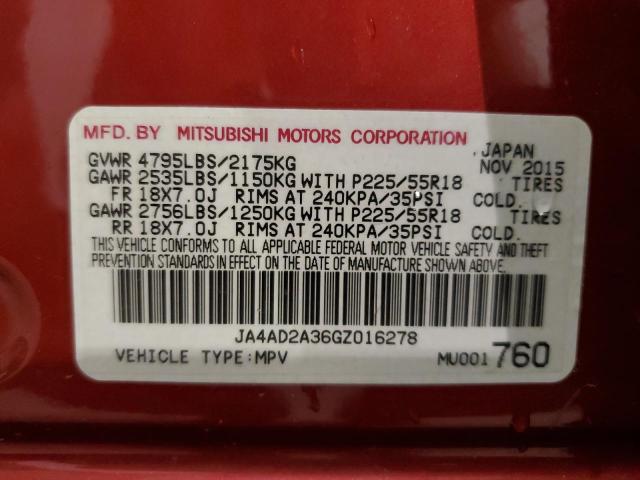 MFD. BY MITSUBISHI MOTORS CORPORATION JAPAN
GVWR 4795LBS/2175KG NOV 2015
GAWR 2535LBS/1150KG WITH P225/55R18 TIRES
FR 18X7.0J RIMS AT 240KPA/35PSI COLD.
GAWR 2756LBS/1250KG WITH P225/55R18 TIRES
RR 18X7.0J RIMS AT 240KPA/35PSI COLD.
THIS VEHICLE CONFORMS TO ALL APPLICABLE FEDERAL MOTOR VEHICLE SAFETY AND THEFT
PREVENTION STANDARDS IN EFFECT ON THE DATE OF MANUFACTURE SHOWN ABOVE.
JA4AD2A36GZ016278
VEHICLE TYPE:MPV MU001 760